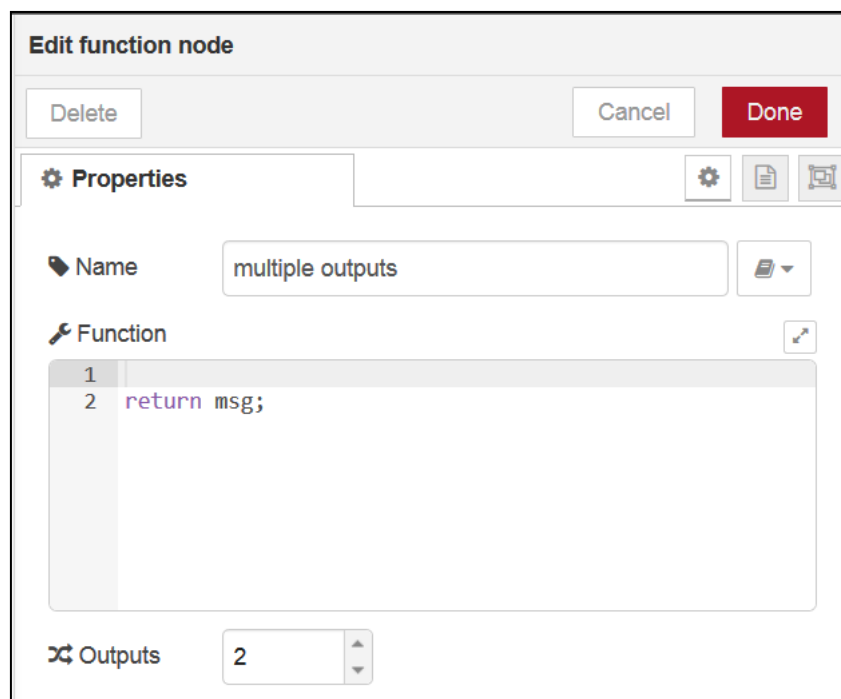 Edit function node
Delete
Cancel
Done
Properties
Name
multiple outputs
Function
1
2 return msg;
Outputs
2